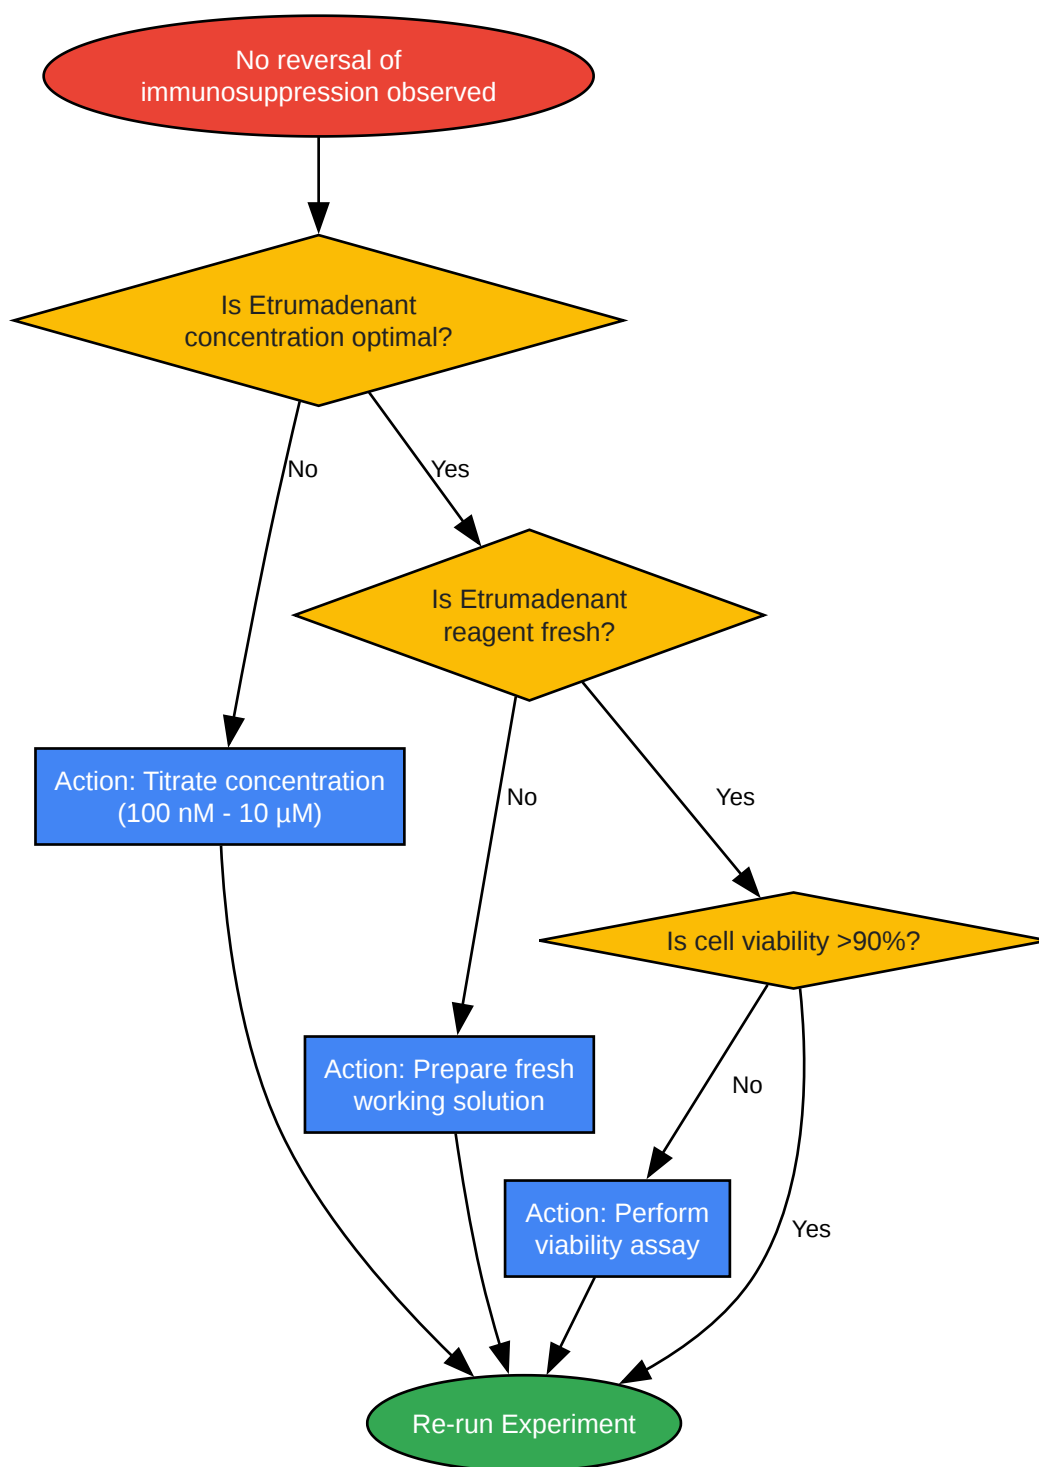 No reversal of
immunosuppression observed
Is Etrumadenant
concentration optimal?
No
Yes
Is Etrumadenant
reagent fresh?
Action: Titrate concentration
(100 nM - 10 µM)
No
Yes
Is cell viability >90%?
Action: Prepare fresh
working solution
No
Action: Perform
viability assay
Yes
Re-run Experiment